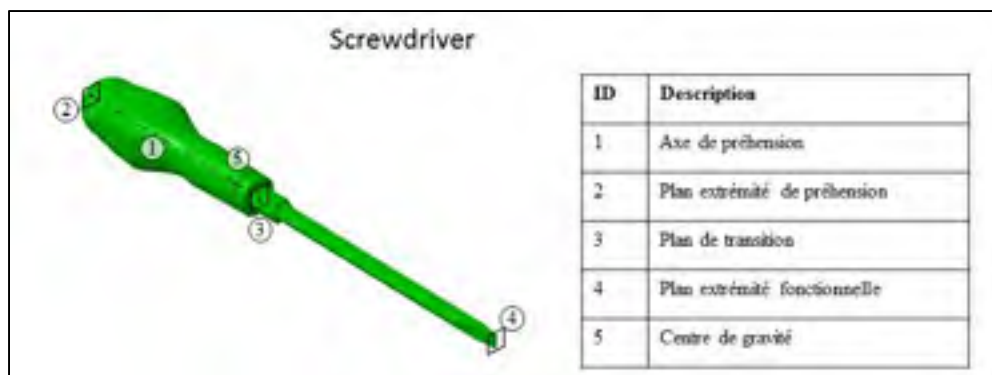 Screwdriver
2
1
5
3
4
ID Description
1 Axe de préhension
2 Plan extrémité de préhension
3 Plan de transition
4 Plan extrémité fonctionnelle
5 Centre de gravité